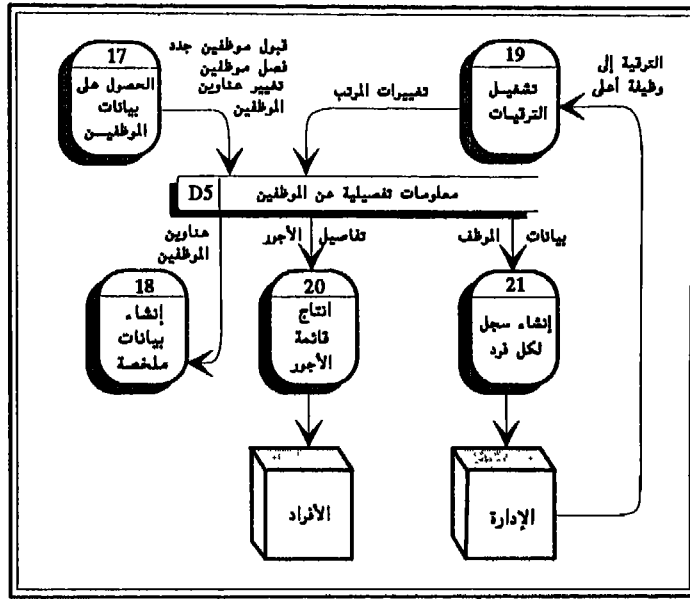 الترقية إلى
وظيفة أعلى
19
تشغيل
الترقيات
تغييرات المرتب
قبول موظفين جدد
فصل موظفين
تغيير عناوين
الموظفين
17
الحصول على
بيانات
الموظفين
D5
معلومات تفصيلية عن الموظفين
بيانات الموظف
تفاصيل الأجور
عناوين
الموظفين
21
إنشاء سجل
لكل فرد
20
انتاج
قائمة
الأجور
18
إنشاء
بيانات
ملخصة
الإدارة
الأفراد